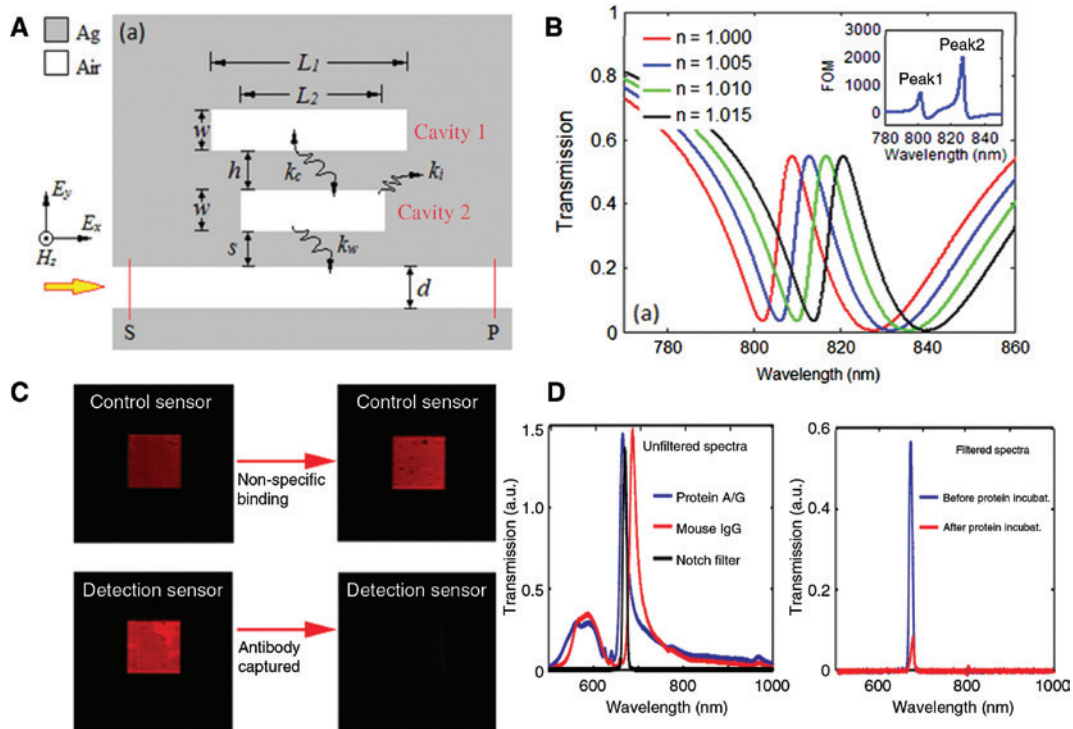 A
Ag
Air
(a)
L1
L2
w
Cavity 1
h
kc
ki
w
Cavity 2
s
kw
Ey
Ex
Hz
d
S
P
B
n = 1.000
n = 1.005
n = 1.010
n = 1.015
3000
2000
1000
0
FOM
Peak1
Peak2
780 800 820 840
Wavelength (nm)
1
0.8
0.6
0.4
0.2
0
Transmission
(a)
780 800 820 840 860
Wavelength (nm)
C
Control sensor
Non-specific
binding
Control sensor
Detection sensor
Antibody
captured
Detection sensor
D
1.5
1.0
0.5
0
Transmission (a.u.)
Unfiltered spectra
Protein A/G
Mouse IgG
Notch filter
600 800 1000
Wavelength (nm)
0.6
0.4
0.2
0
Transmission (a.u.)
Filtered spectra
Before protein incubat.
After protein incubat.
600 800 1000
Wavelength (nm)